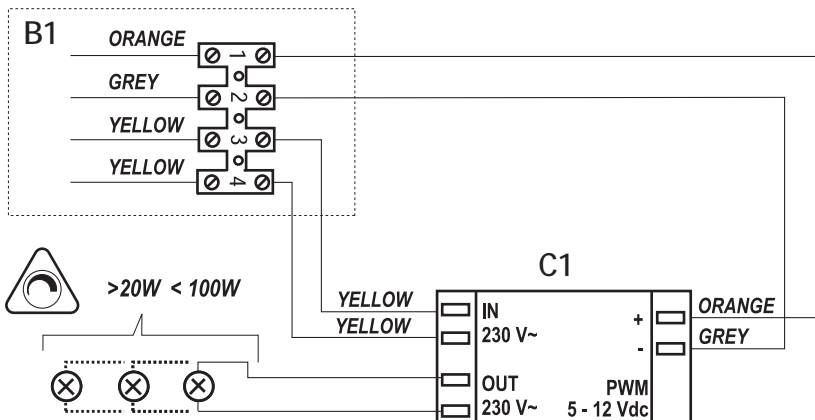 B1
ORANGE
1
GREY
2
YELLOW
3
YELLOW
4
C1
>20W < 100W
YELLOW
IN
YELLOW
230 V~
+
ORANGE
-
GREY
OUT
230 V~
PWM
5 - 12 Vdc